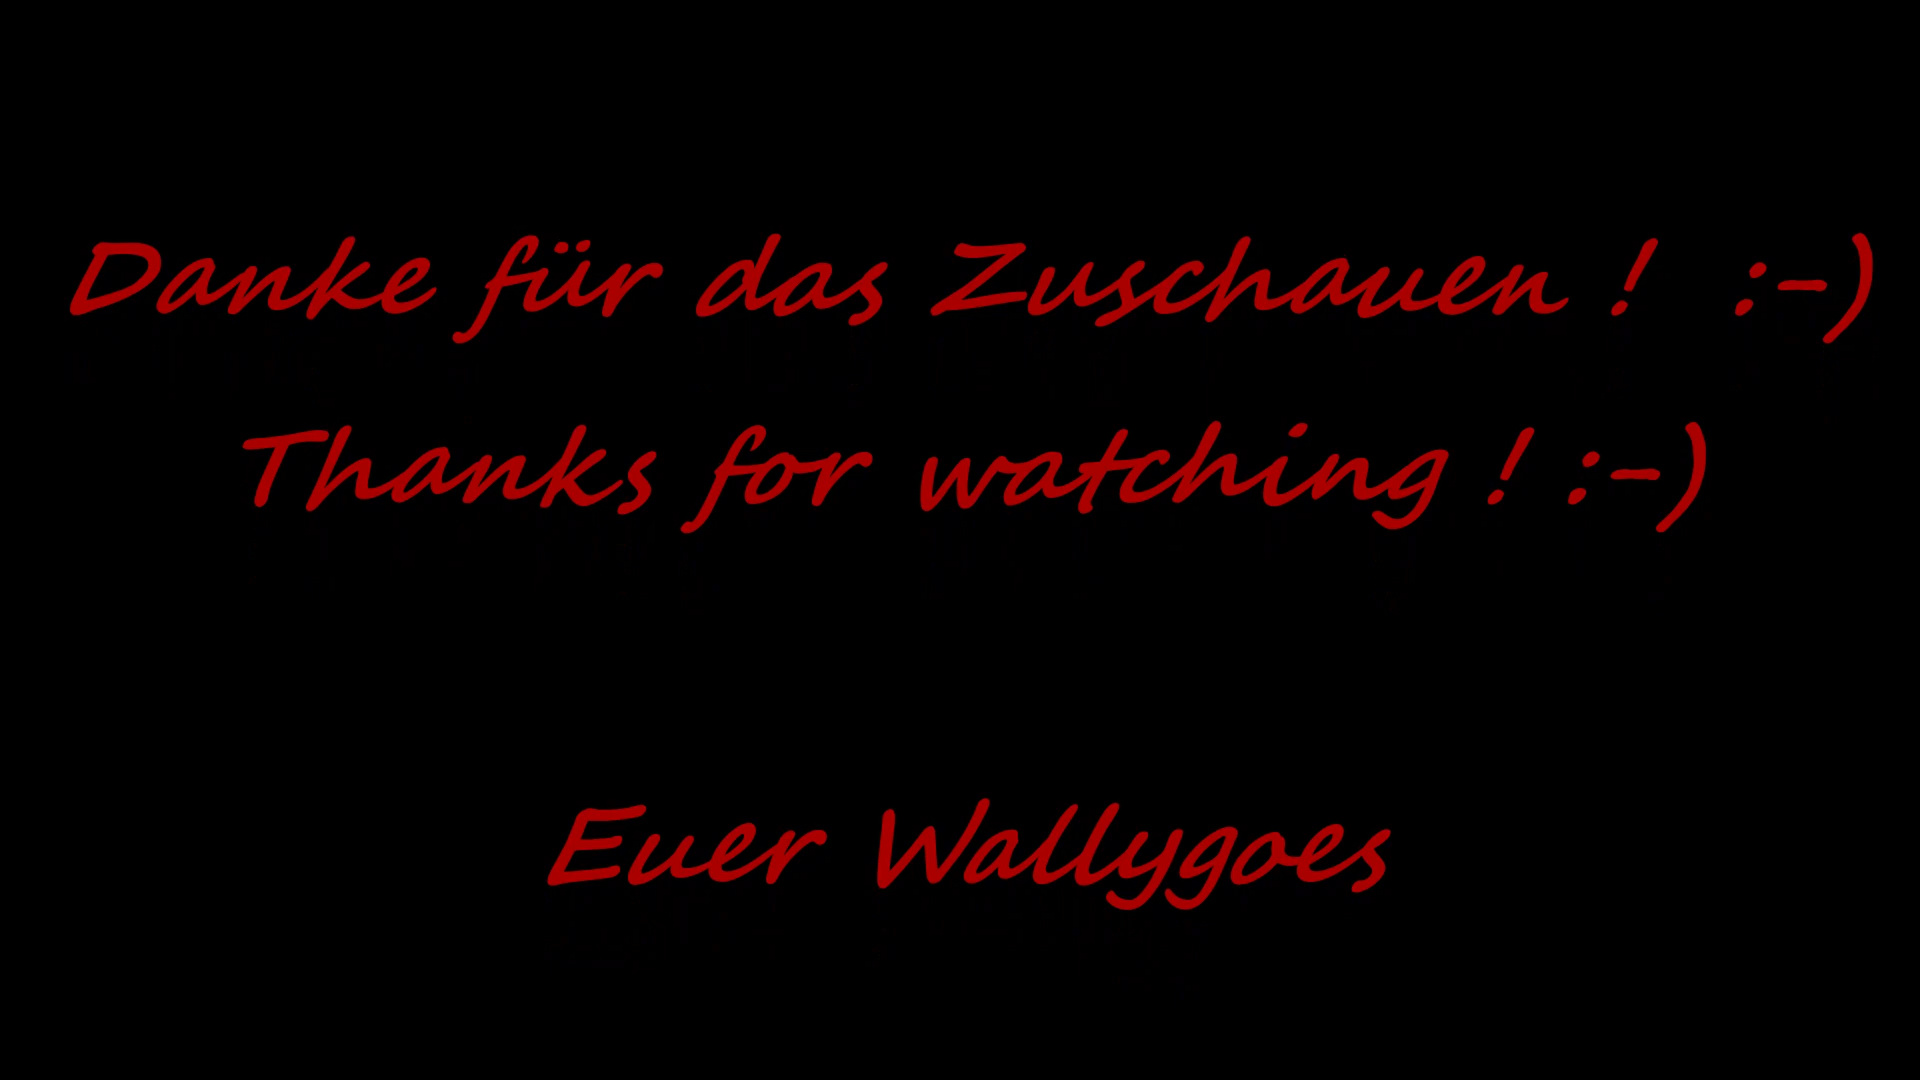 Danke für das Zuschauen ! :-)
Thanks for watching ! :-)
Euer Wallygoes